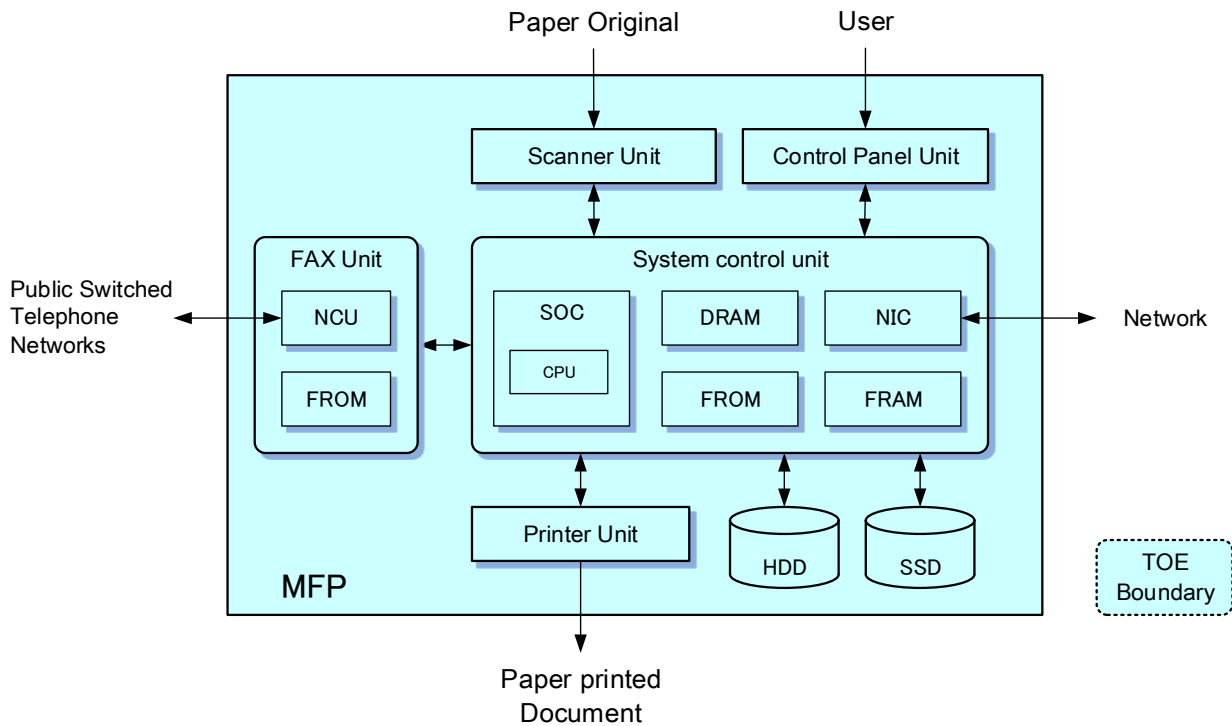 Paper Original
User
Scanner Unit
Control Panel Unit
FAX Unit
System control unit
Public Switched
Telephone
Networks
NCU
SOC
DRAM
NIC
Network
CPU
FROM
FROM
FRAM
Printer Unit
HDD
SSD
MFP
TOE
Boundary
Paper printed
Document